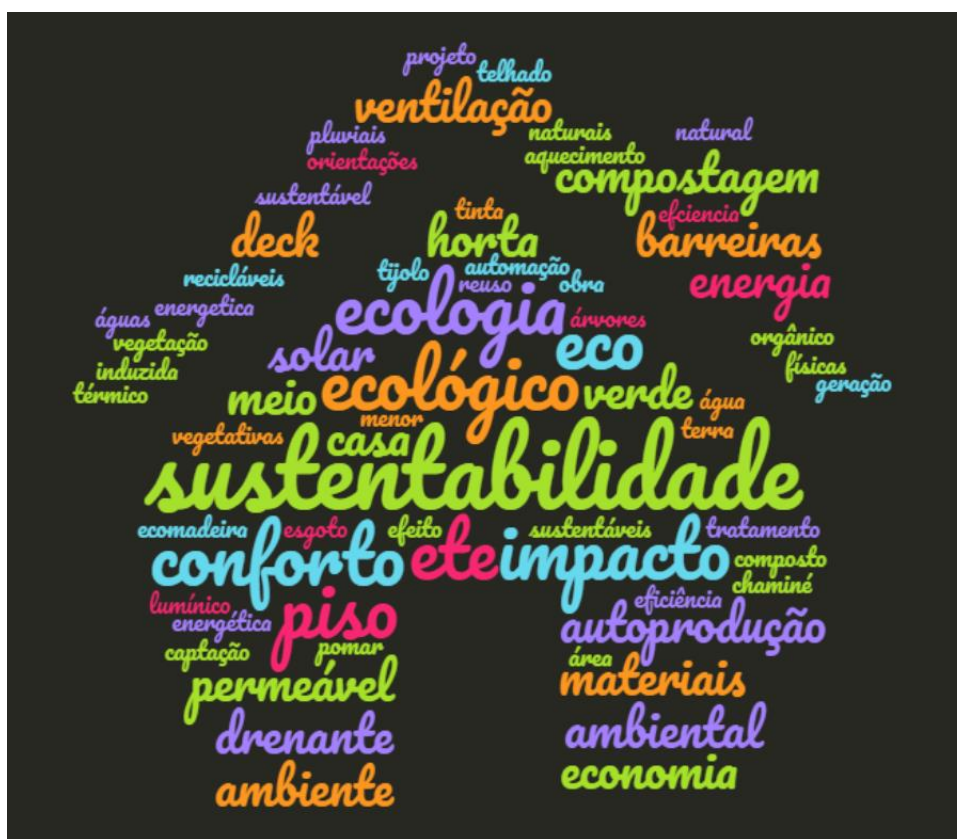 projeto
telhado
ventilação
pluviais
naturais
natural
orientações
aquecimento
compostagem
sustentável
tinta
efciencia
deck
horta
barreiras
recicláveis
tijolo
automação
energia
reuso
obra
águas
energetica
ecologia
árvores
vegetação
solar
eco
orgânico
induzida
físicas
térmico
geração
meio
ecológico
verde
água
menor
vegetativas
casa
terra
sustentabilidade
ecomadeira
esgoto
efeito
sustentáveis
tratamento
conforto
ete
impacto
composto
chaminé
lumínico
piso
eficiência
energética
autoprodução
captação
pomar
área
permeável
materiais
drenante
ambiental
ambiente
economia